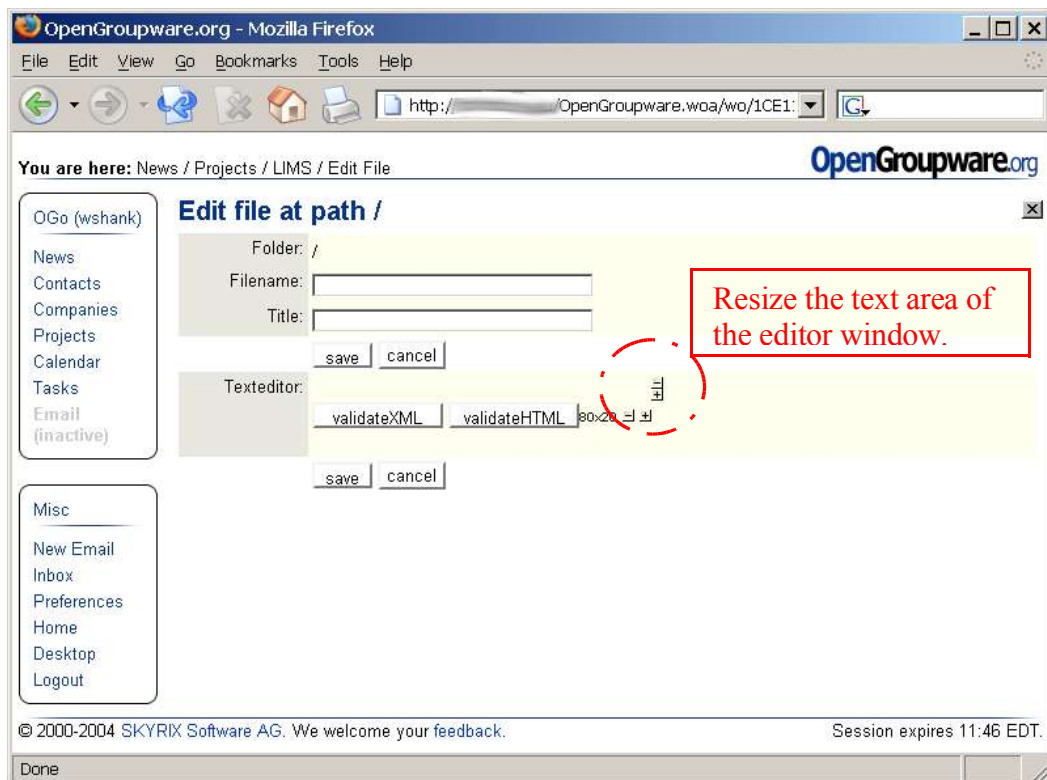 OpenGroupware.org - Mozilla Firefox
File Edit View Go Bookmarks Tools Help
http:// /OpenGroupware.woa/wo/1CE1: G
You are here: News / Projects / LIMS / Edit File
OpenGroupware.org
OGo (wshank)
News
Contacts
Companies
Projects
Calendar
Tasks
Email
(inactive)
Misc
New Email
Inbox
Preferences
Home
Desktop
Logout
Edit file at path /
Folder: /
Filename:
Title:
save cancel
Resize the text area of
the editor window.
Texteditor:
-
+
validateXML validateHTML 80x20 - +
save cancel
© 2000-2004 SKYRIX Software AG. We welcome your feedback.
Session expires 11:46 EDT.
Done